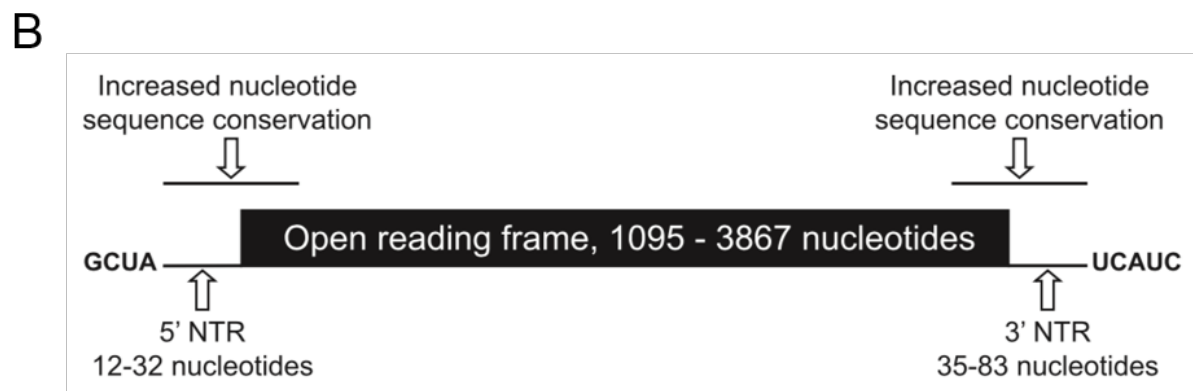 B
Increased nucleotide
sequence conservation
Increased nucleotide
sequence conservation
Open reading frame, 1095 - 3867 nucleotides
GCUA
UCAUC
5’ NTR
12-32 nucleotides
3’ NTR
35-83 nucleotides